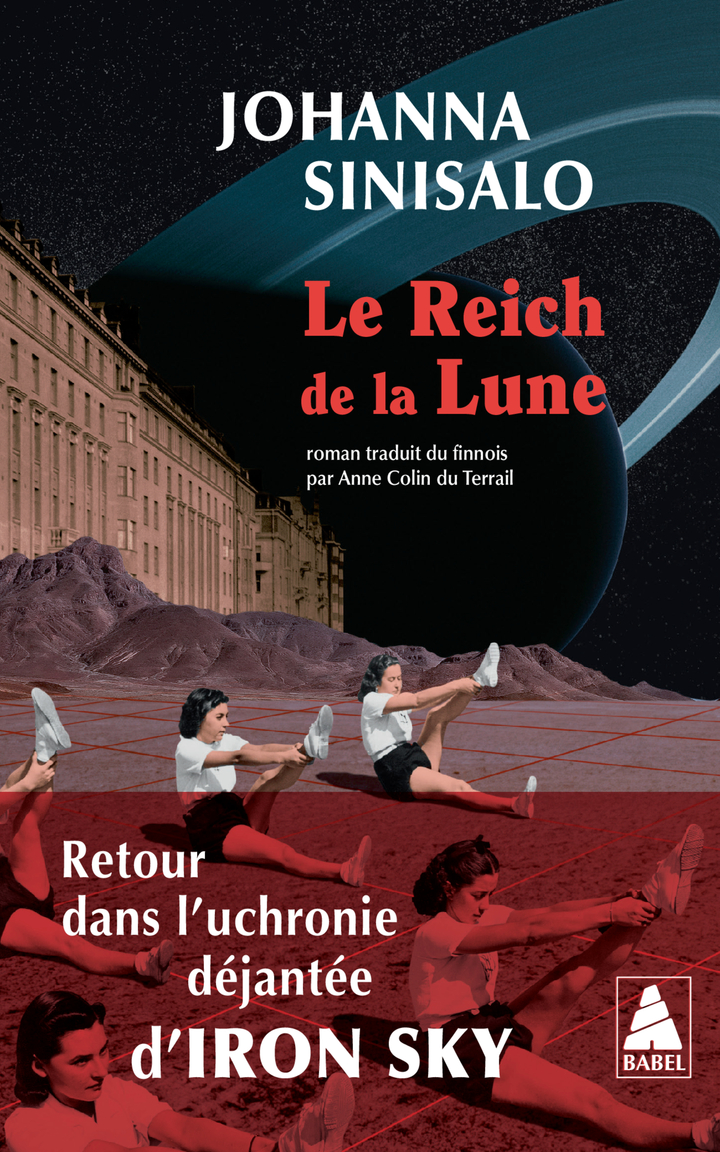 JOHANNA
SINISALO
Le Reich
de la Lune
roman traduit du finnois
par Anne Colin du Terrail
Retour
dans l'uchronie
déjantée
d'IRON SKY
BABEL